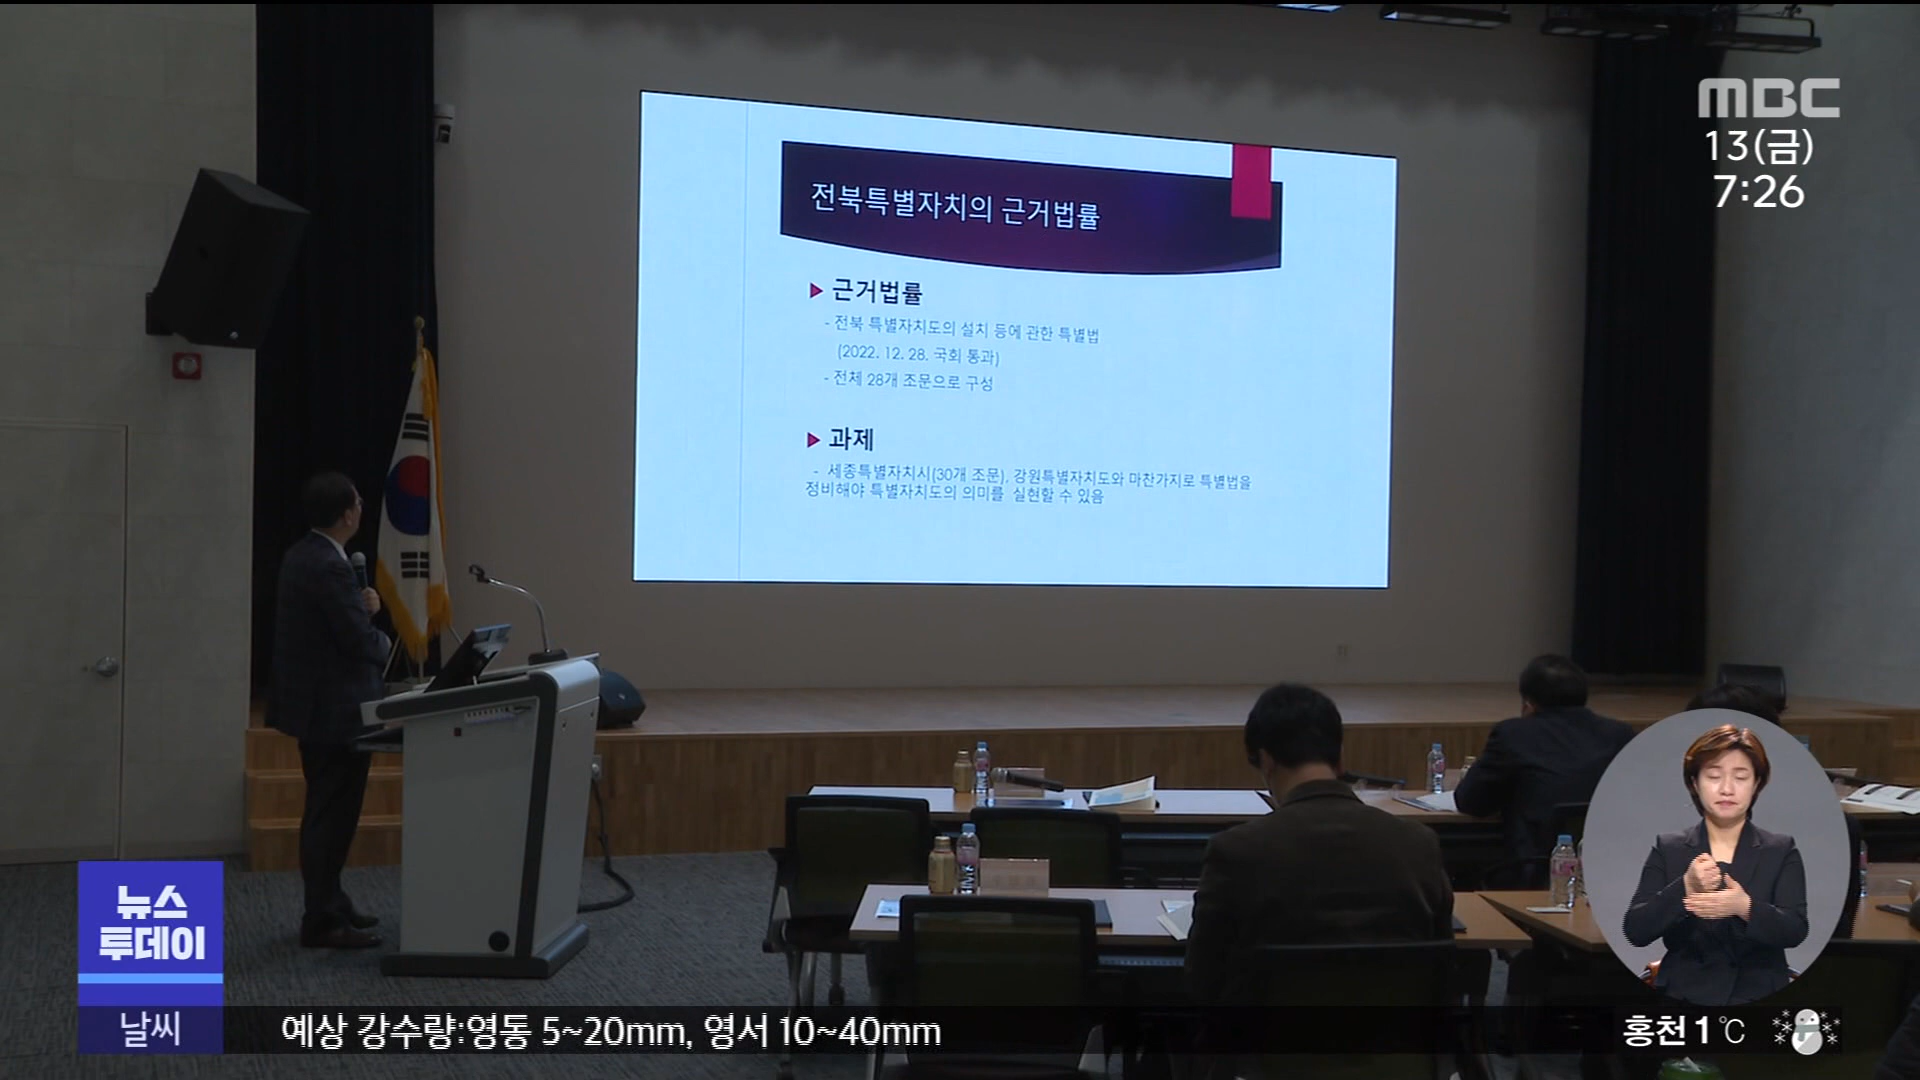 MBC
13(금)
7:26
전북특별자치의 근거법률
▶ 근거법률
- 전북 특별자치도의 설치 등에 관한 특별법
(2022. 12. 28. 국회 통과)
- 전체 28개 조문으로 구성
▶ 과제
- 세종특별자치시(30개 조문), 강원특별자치도와 마찬가지로 특별법을
정비해야 특별자치도의 의미를 실현할 수 있음
뉴스
투데이
날씨
예상 강수량:영동 5~20mm, 영서 10~40mm
홍천 1℃